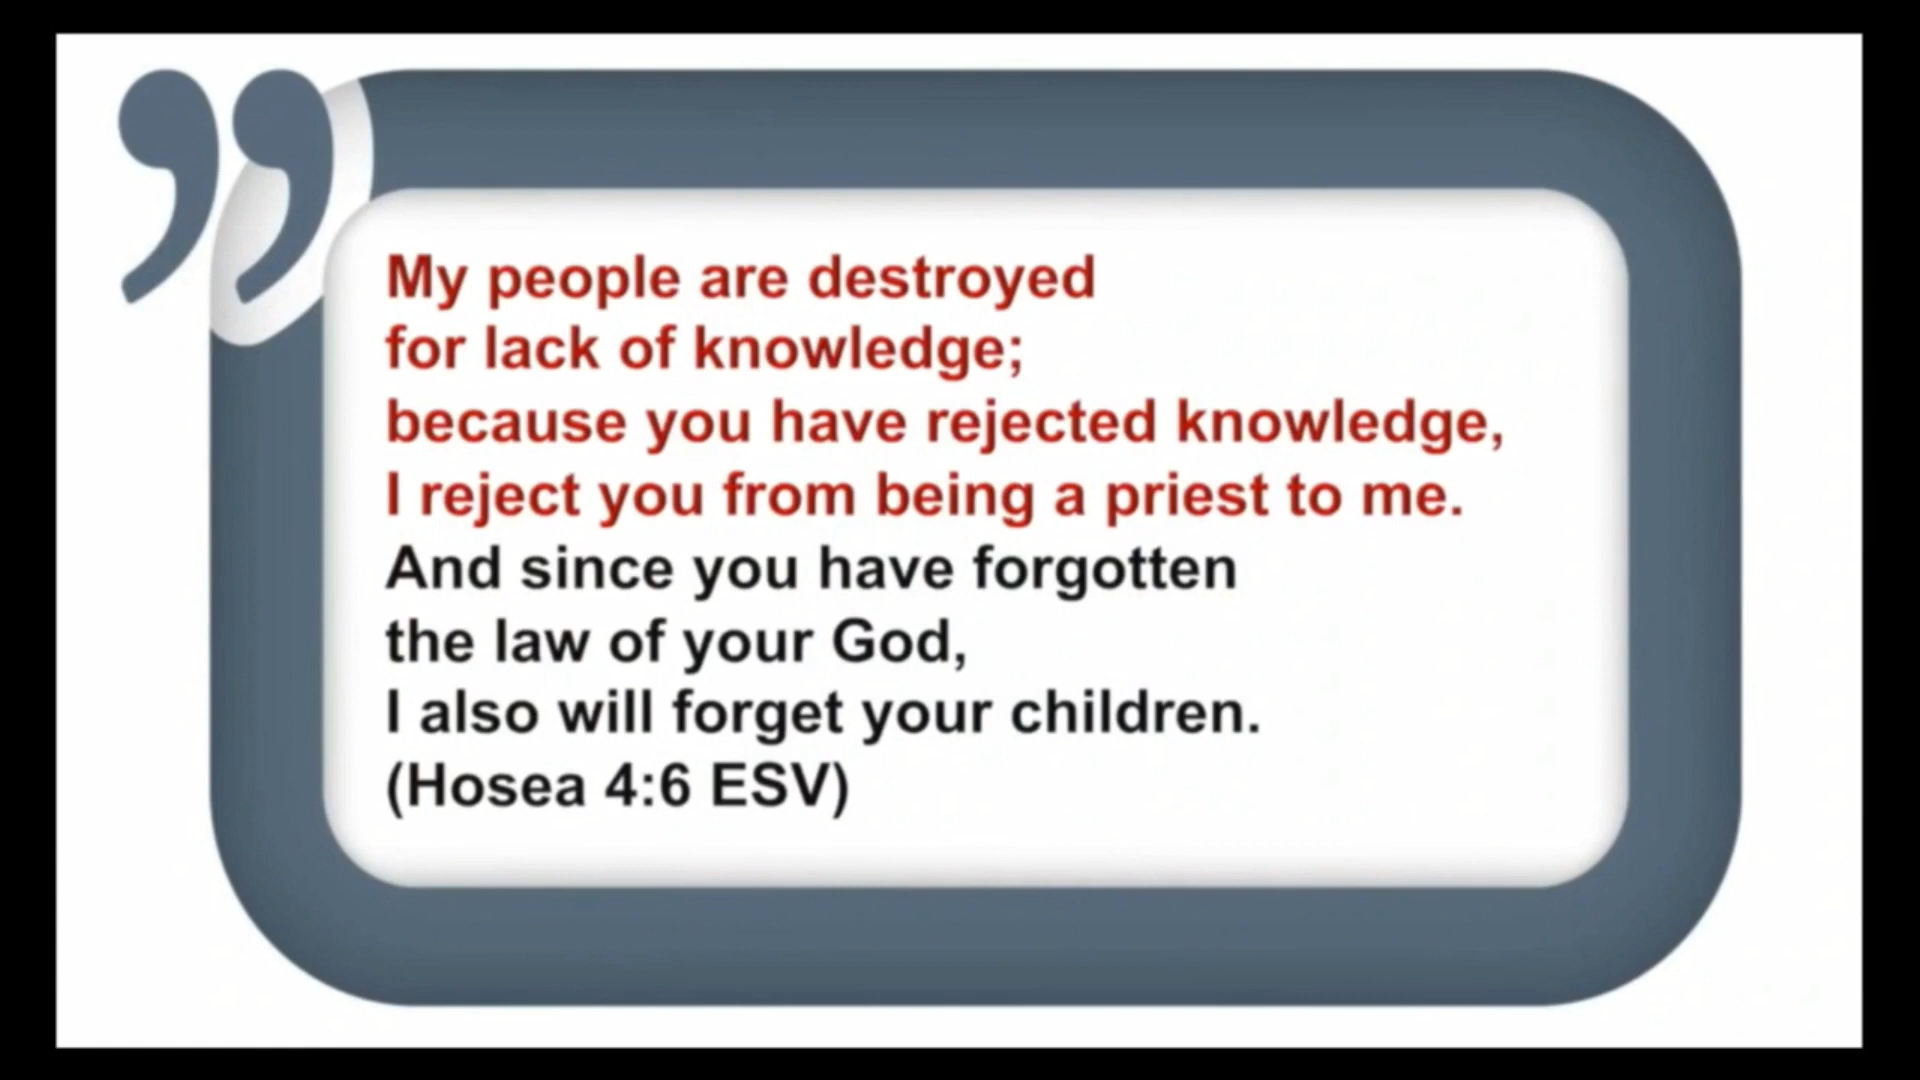 My people are destroyed
for lack of knowledge;
because you have rejected knowledge,
I reject you from being a priest to me.
And since you have forgotten
the law of your God,
I also will forget your children.
(Hosea 4:6 ESV)